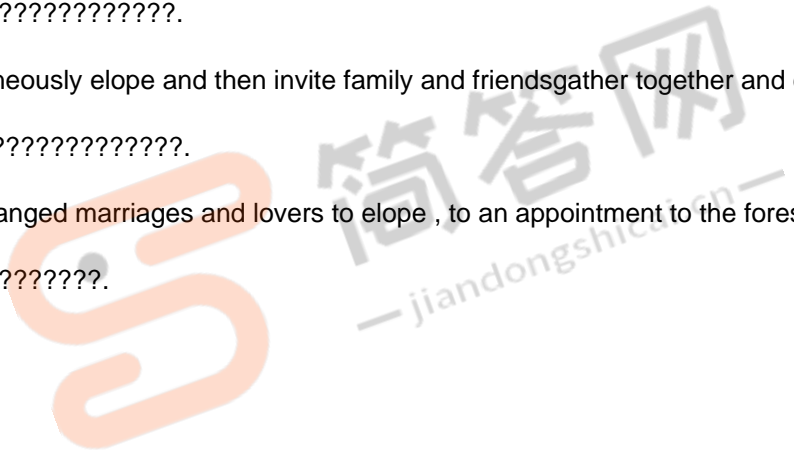 ????????????.
neously elope and then invite family and friendsgather together and
?????????????.
anged marriages and lovers to elope , to an appointment to the fores
???????.
简答网
jiandongshicai.cn